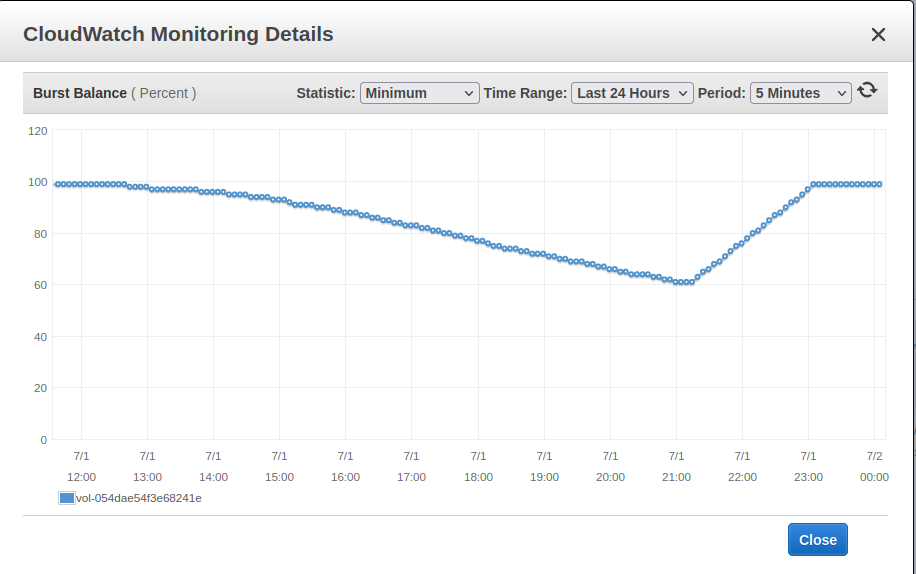 CloudWatch Monitoring Details
Burst Balance ( Percent ) Statistic: Minimum Time Range: Last 24 Hours Period: 5 Minutes
120
100
80
60
40
20
0
7/1 7/1 7/1 7/1 7/1 7/1 7/1 7/1 7/1 7/1 7/1 7/1 7/2
12:00 13:00 14:00 15:00 16:00 17:00 18:00 19:00 20:00 21:00 22:00 23:00 00:00
vol-054dae54f3e68241e
Close